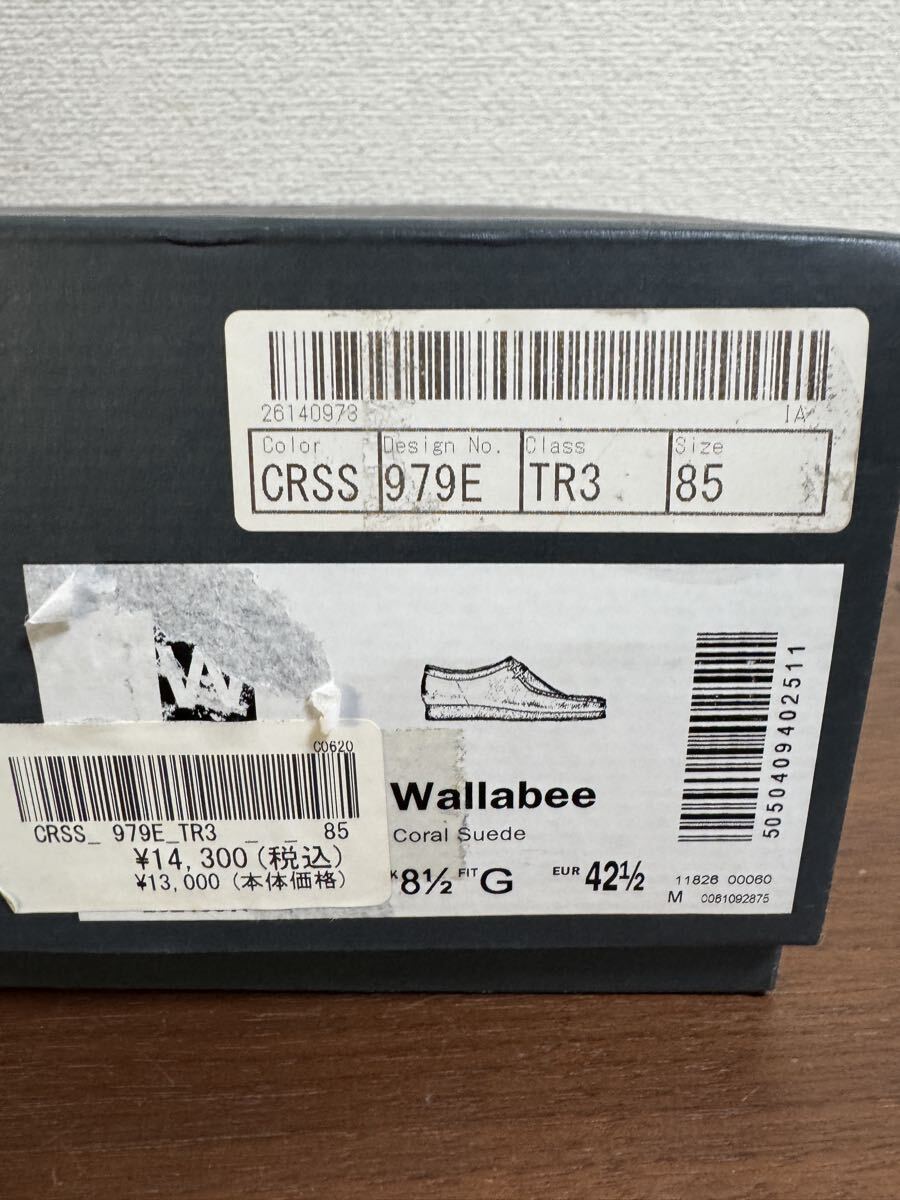 26140973 IA
Color Design No. Class Size
CRSS 979E TR3 85
5050409402511
C0620
CRSS_ 979E_TR3 _ _ 85
¥14,300(税込)
¥13,000 (本体価格)
Wallabee
Coral Suede
8½ FIT G EUR 42½
11826 00060
M 0061092875